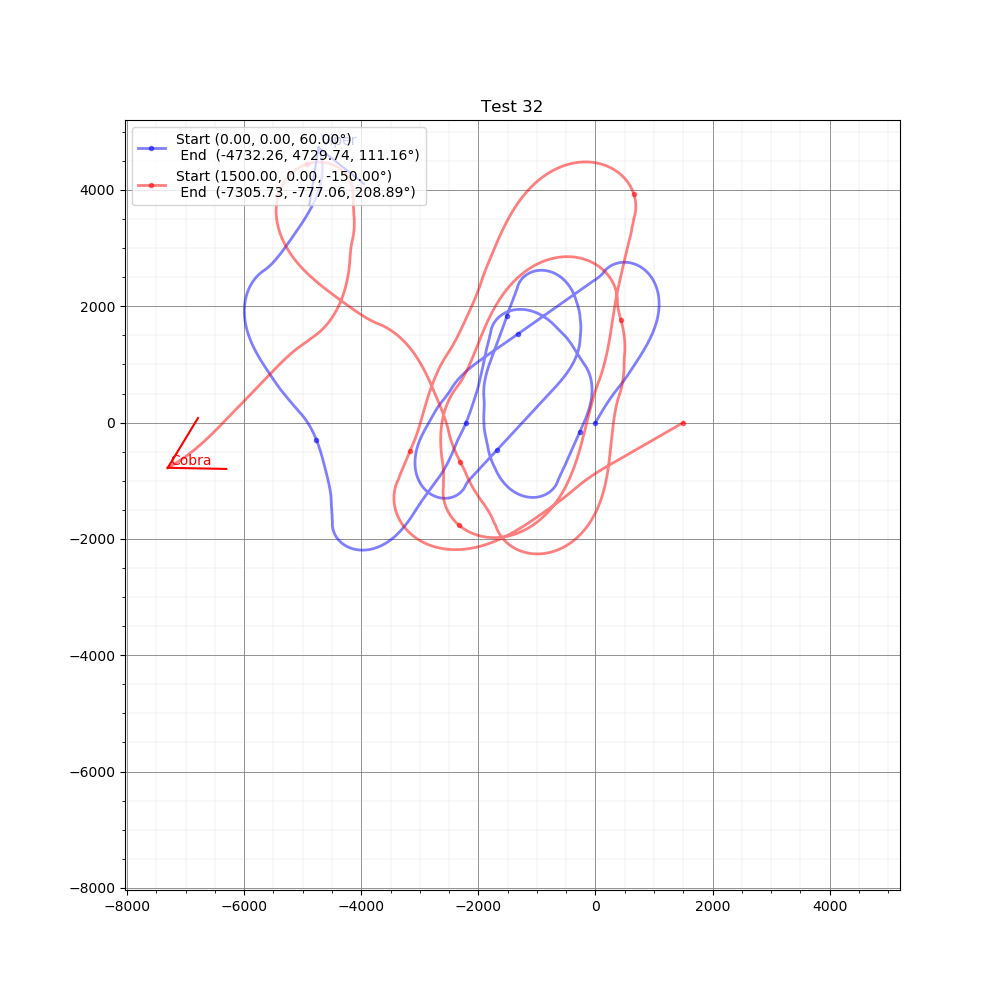 Test 32
Start (0.00, 0.00, 60.00°)
End (-4732.26, 4729.74, 111.16°)
Start (1500.00, 0.00, -150.00°)
End (-7305.73, -777.06, 208.89°)
4000
2000
0
−2000
−4000
−6000
−8000
Cobra
−8000 −6000 −4000 −2000 0 2000 4000